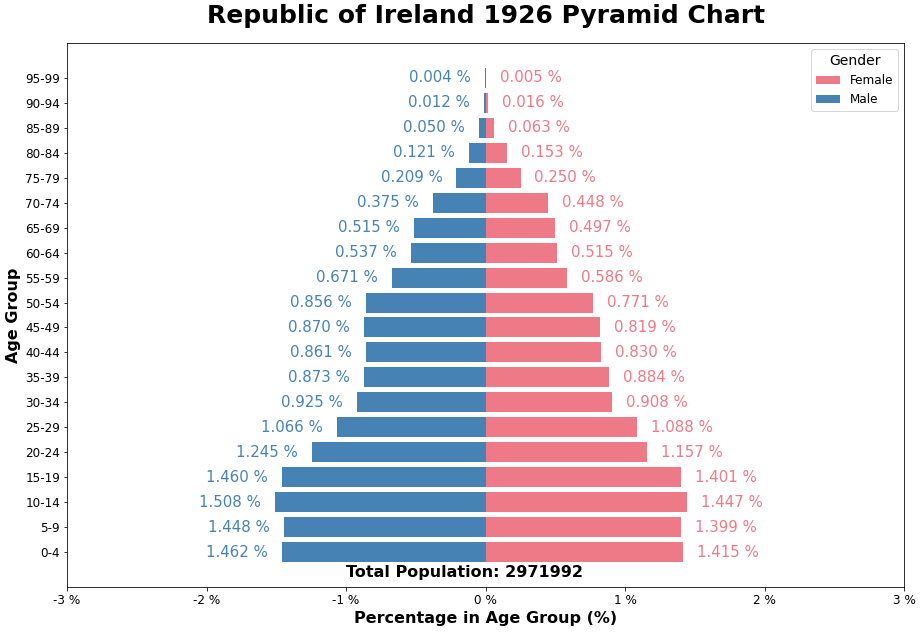 Republic of Ireland 1926 Pyramid Chart
Gender
Female
Male
95-99 0.004 % 0.005 %
90-94 0.012 % 0.016 %
85-89 0.050 % 0.063 %
80-84 0.121 % 0.153 %
75-79 0.209 % 0.250 %
70-74 0.375 % 0.448 %
65-69 0.515 % 0.497 %
60-64 0.537 % 0.515 %
55-59 0.671 % 0.586 %
50-54 0.856 % 0.771 %
45-49 0.870 % 0.819 %
40-44 0.861 % 0.830 %
35-39 0.873 % 0.884 %
30-34 0.925 % 0.908 %
25-29 1.066 % 1.088 %
20-24 1.245 % 1.157 %
15-19 1.460 % 1.401 %
10-14 1.508 % 1.447 %
5-9 1.448 % 1.399 %
0-4 1.462 % 1.415 %
Age Group
Total Population: 2971992
-3 % -2 % -1 % 0 % 1 % 2 % 3 %
Percentage in Age Group (%)